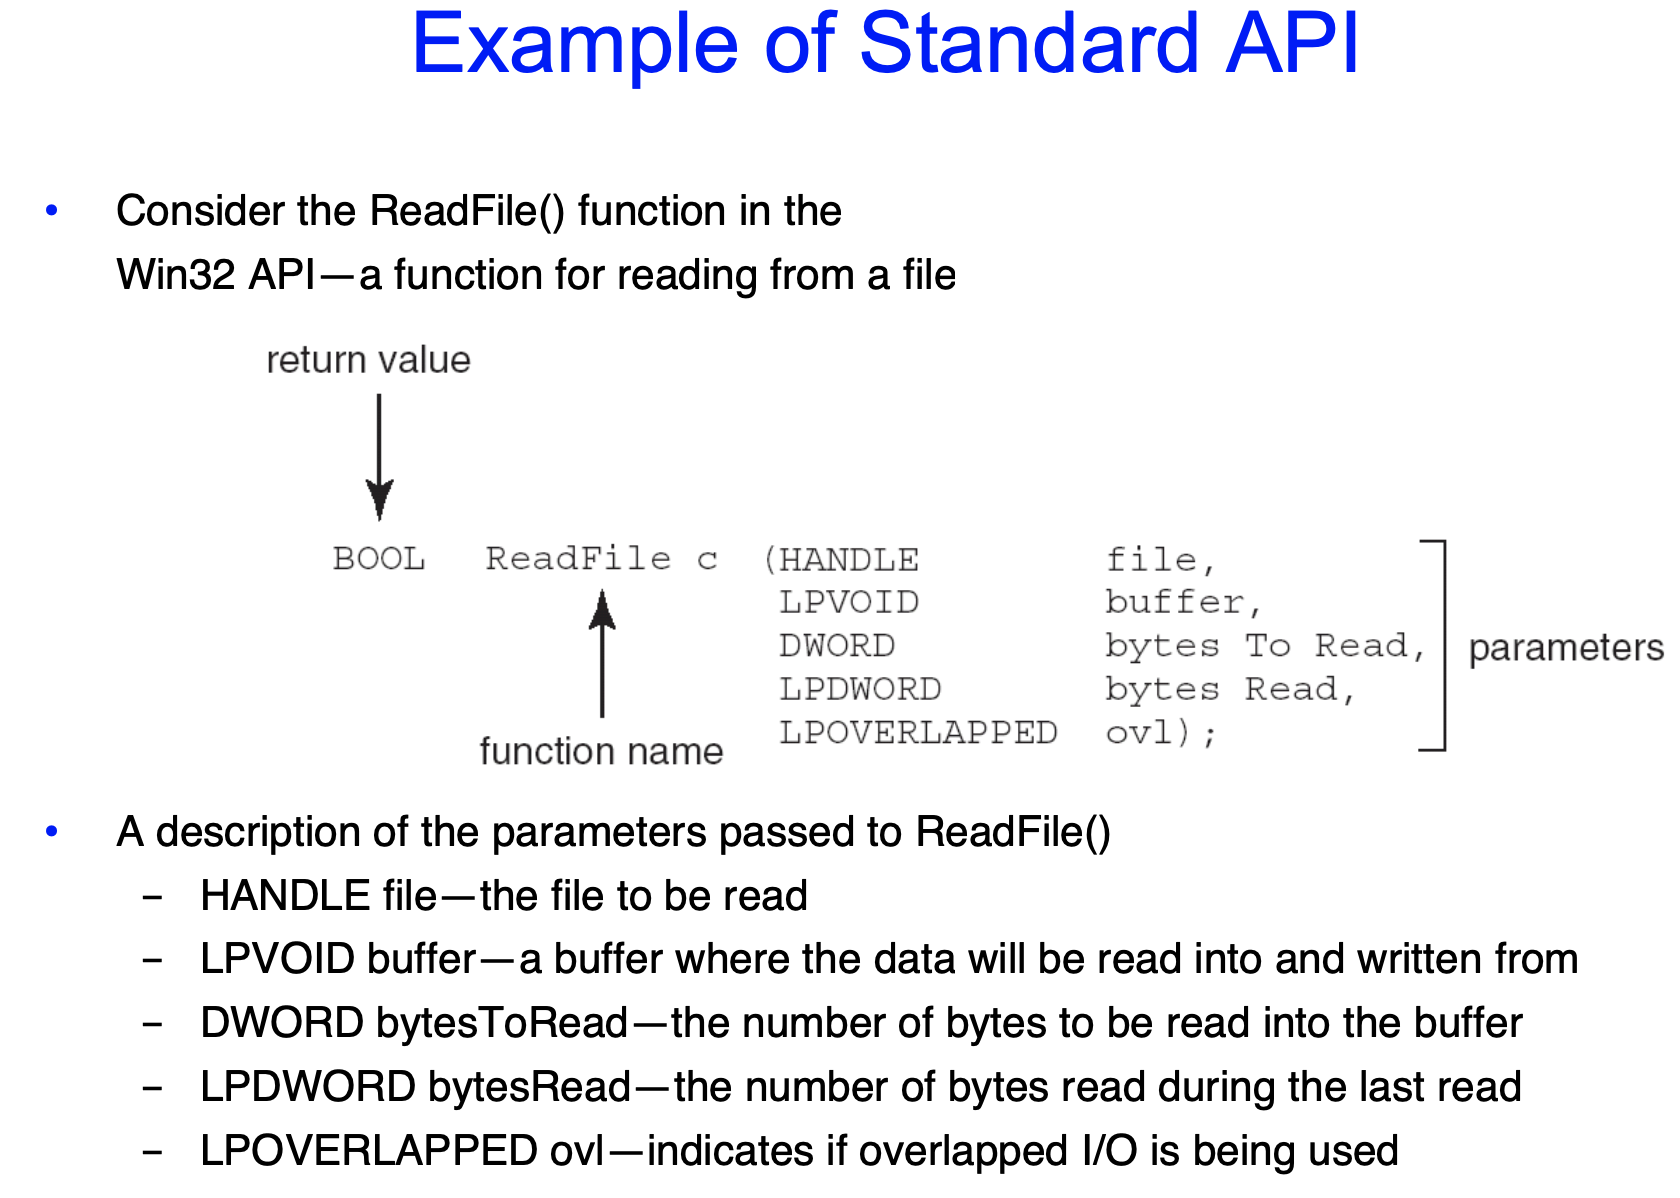 Example of Standard API
• Consider the ReadFile() function in the
Win32 API—a function for reading from a file
return value
BOOL ReadFile c (HANDLE file,
LPVOID buffer,
DWORD bytes To Read,
LPDWORD bytes Read,
LPOVERLAPPED ovl);
parameters
function name
• A description of the parameters passed to ReadFile()
– HANDLE file—the file to be read
– LPVOID buffer—a buffer where the data will be read into and written from
– DWORD bytesToRead—the number of bytes to be read into the buffer
– LPDWORD bytesRead—the number of bytes read during the last read
– LPOVERLAPPED ovl—indicates if overlapped I/O is being used